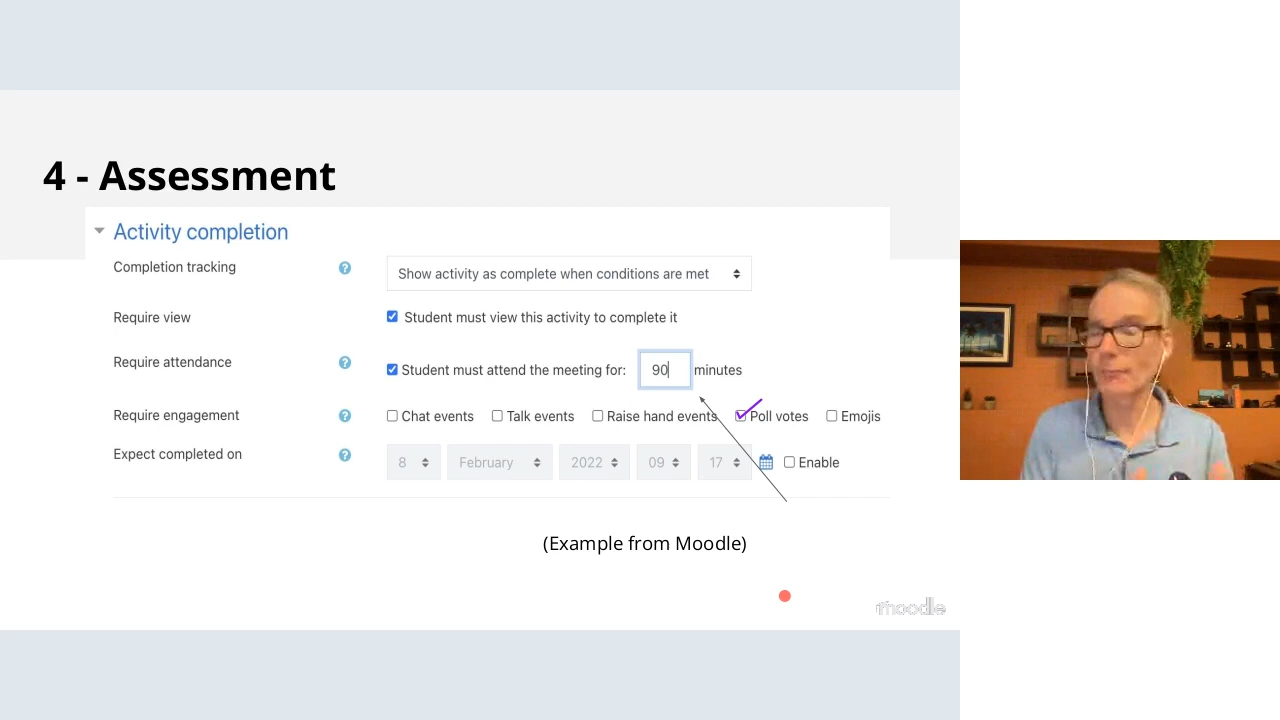 4 - Assessment
Activity completion
Completion tracking Show activity as complete when conditions are met
Require view Student must view this activity to complete it
Require attendance Student must attend the meeting for: 90 minutes
Require engagement Chat events Talk events Raise hand events Poll votes Emojis
Expect completed on 8 February 2022 09 17 Enable
(Example from Moodle)
moodle